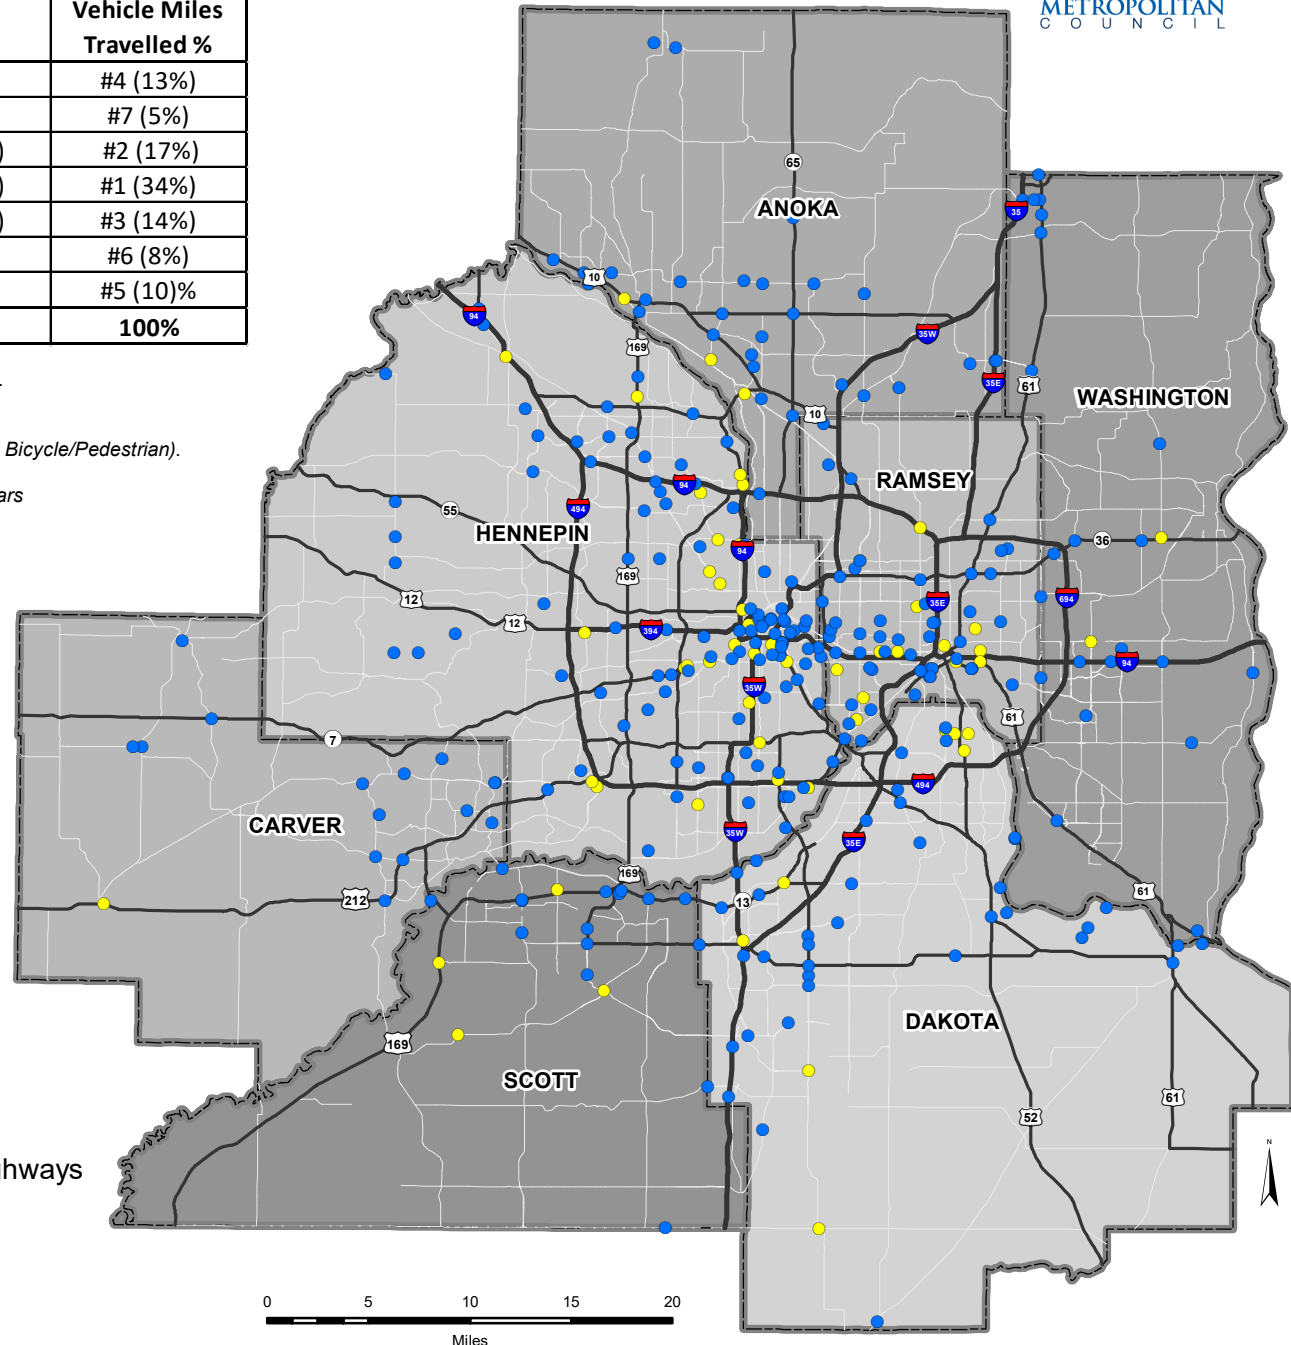 Vehicle Miles
Travelled %
#4 (13%)
#7 (5%)
) #2 (17%)
) #1 (34%)
) #3 (14%)
#6 (8%)
#5 (10)%
100%
Bicycle/Pedestrian).
ars
METROPOLITAN
COUNCIL
65
ANOKA
35
10
94
35W
169
35E
61
WASHINGTON
10
RAMSEY
94
494
55
HENNEPIN
36
94
169
12
35E
694
12
394
94
35W
61
7
494
CARVER
35W
35E
169
212
61
13
DAKOTA
169
SCOTT
61
52
N
ghways
0 5 10 15 20
Miles